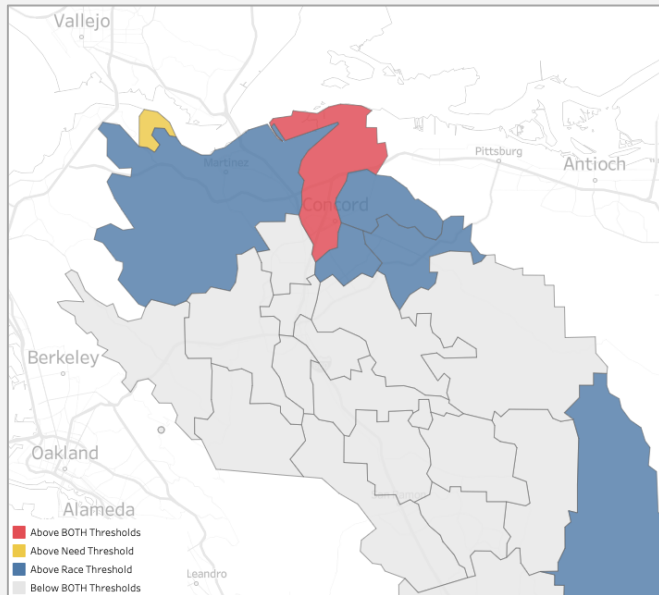 Vallejo
Martinez
Pittsburg
Antioch
Concord
Berkeley
Oakland
Alameda
Leandro
Above BOTH Thresholds
Above Need Threshold
Above Race Threshold
Below BOTH Thresholds